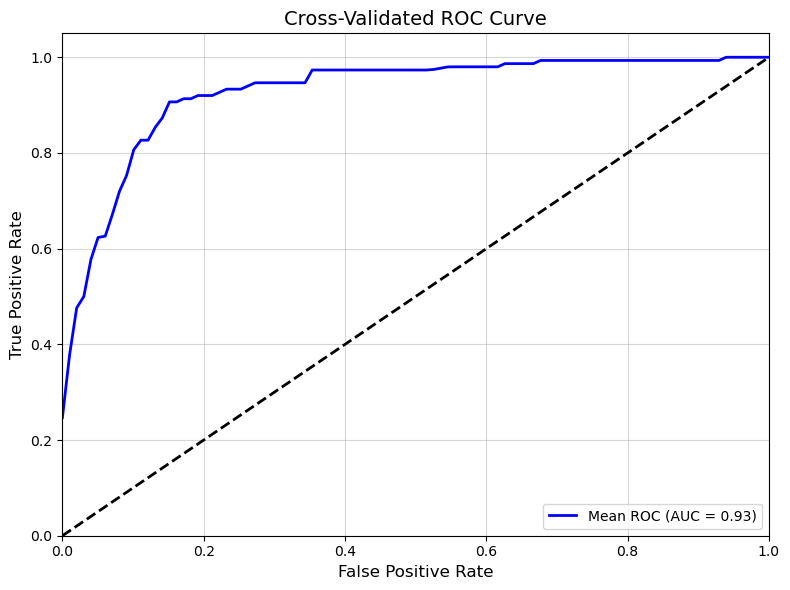 Cross-Validated ROC Curve
True Positive Rate
1.0
0.8
0.6
0.4
0.2
0.0
0.0 0.2 0.4 0.6 0.8 1.0
False Positive Rate
Mean ROC (AUC = 0.93)